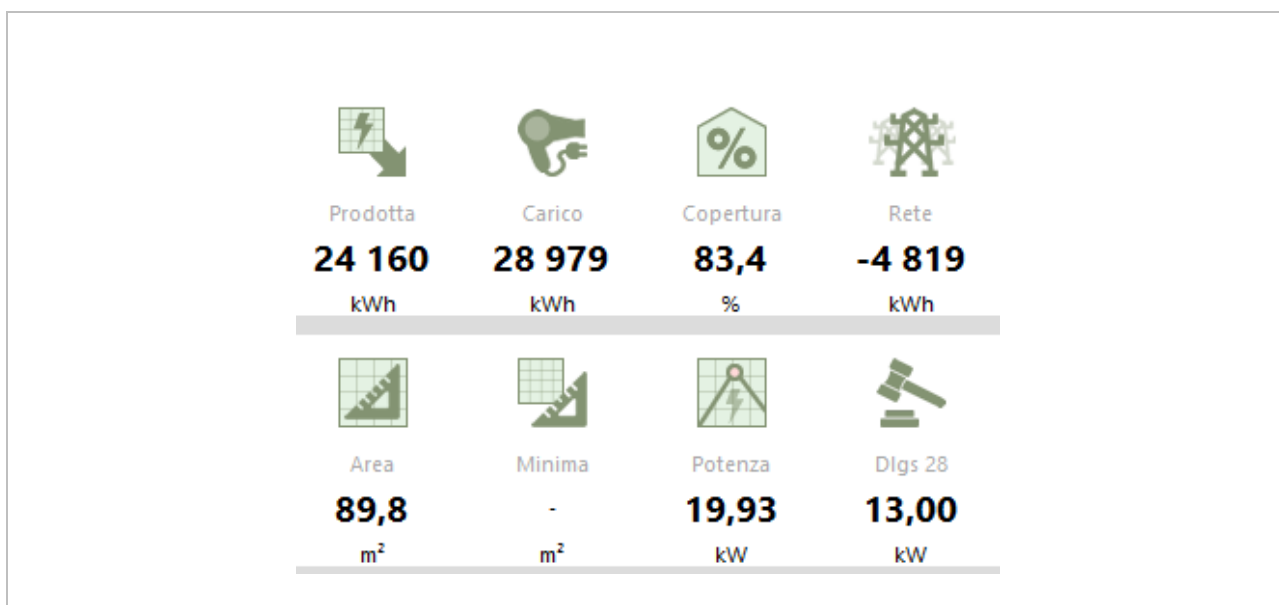 %
Prodotta Carico Copertura Rete
24 160 28 979 83,4 -4 819
kWh kWh % kWh
Area Minima Potenza Dlgs 28
89,8 - 19,93 13,00
m² m² kW kW